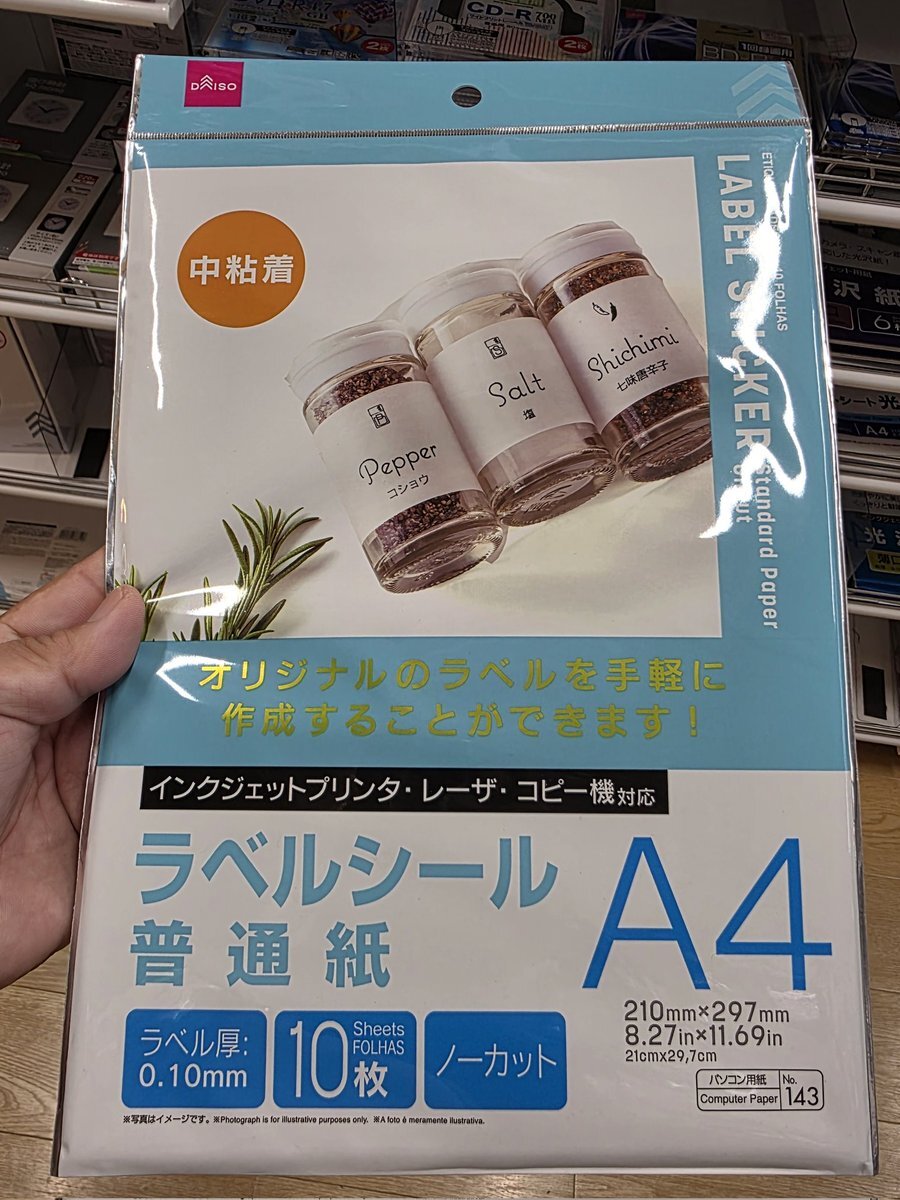 DAISO
CD-R 700
2枚
2枚
中粘着
LABEL STICKER
Standard Paper
Pepper
コショウ
Salt
塩
Shichimi
七味唐辛子
オリジナルのラベルを手軽に
作成することができます!
インクジェットプリンタ・レーザ・コピー機対応
ラベルシール
普通紙
A4
210mm×297mm
8.27in×11.69in
21cmx29,7cm
ラベル厚:
0.10mm
10枚
Sheets
FOLHAS
ノーカット
パソコン用紙
Computer Paper
No.
143
※写真はイメージです。※Photograph is for illustrative purposes only. ※A foto é meramente ilustrativa.